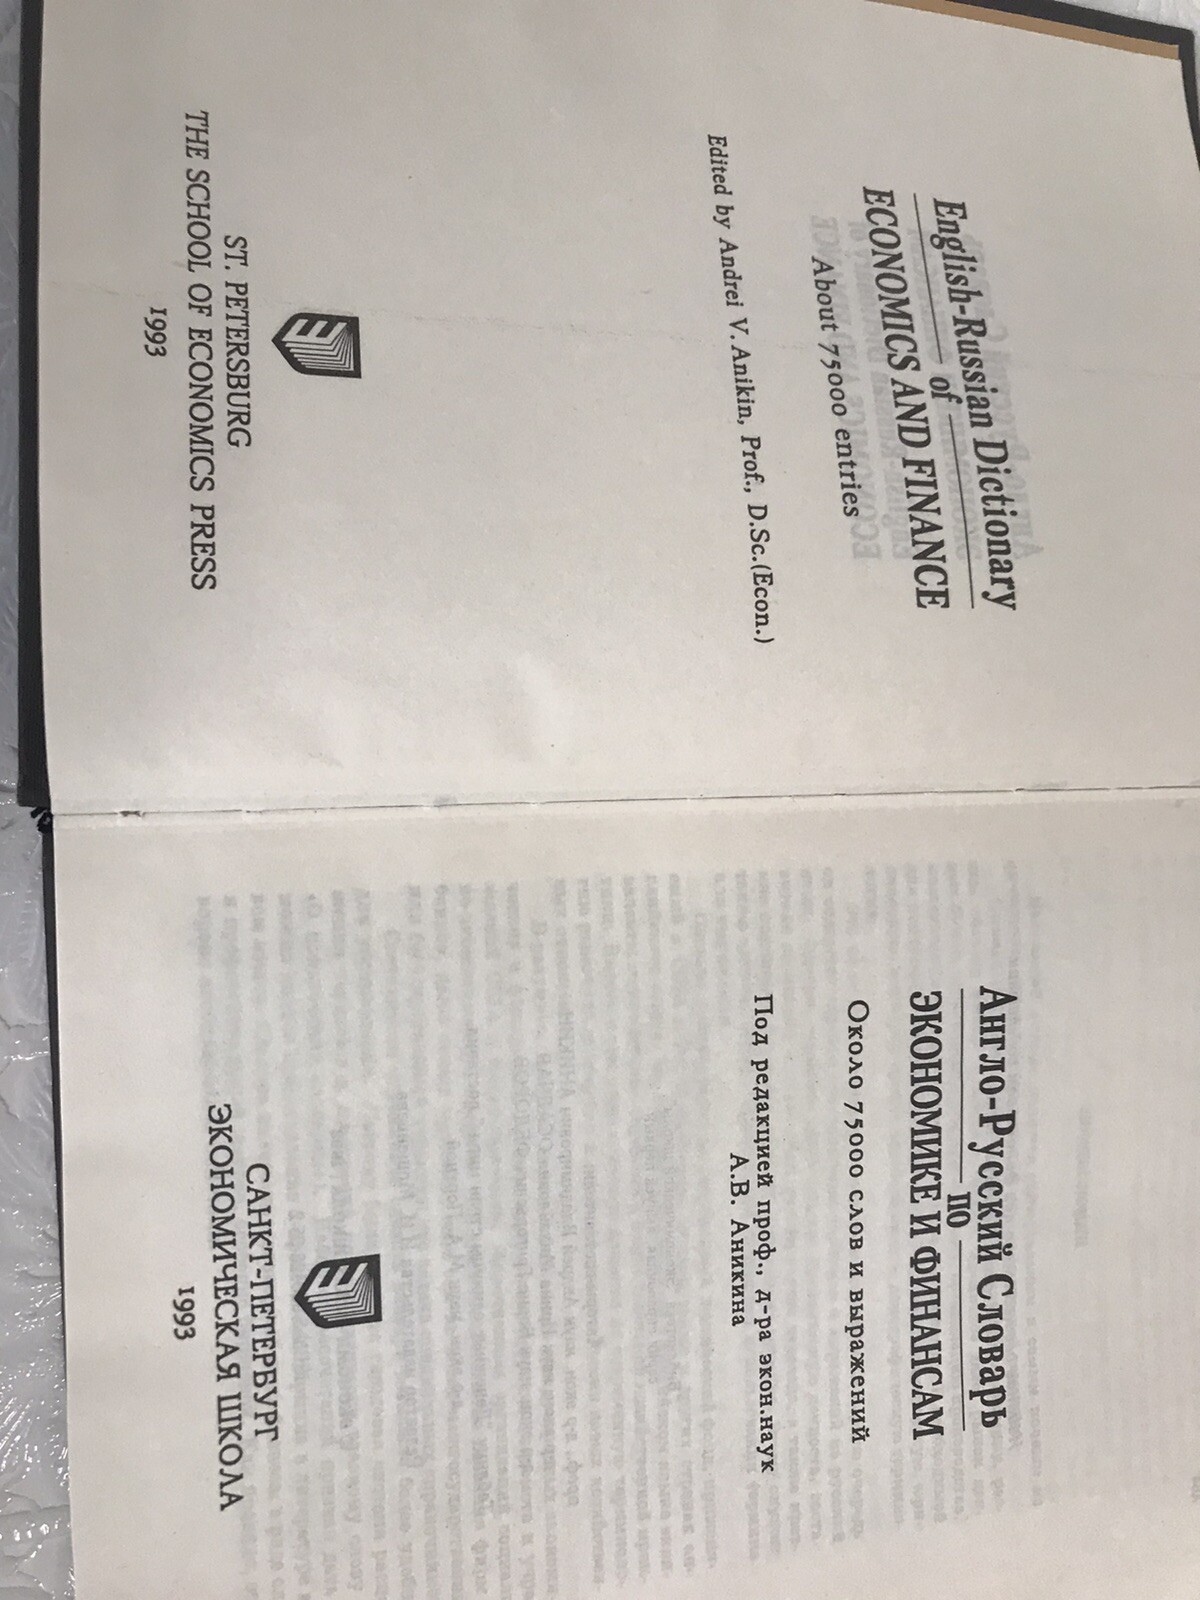 English-Russian Dictionary
of
ECONOMICS AND FINANCE
About 75000 entries
Edited by Andrei V. Anikin, Prof., D.Sc.(Econ.)
ST. PETERSBURG
THE SCHOOL OF ECONOMICS PRESS
1993
Англо-Русский Словарь
по
ЭКОНОМИКЕ И ФИНАНСАМ
Около 75000 слов и выражений
Под редакцией проф., д-ра экон.наук
А.В. Аникина
САНКТ-ПЕТЕРБУРГ
ЭКОНОМИЧЕСКАЯ ШКОЛА
1993